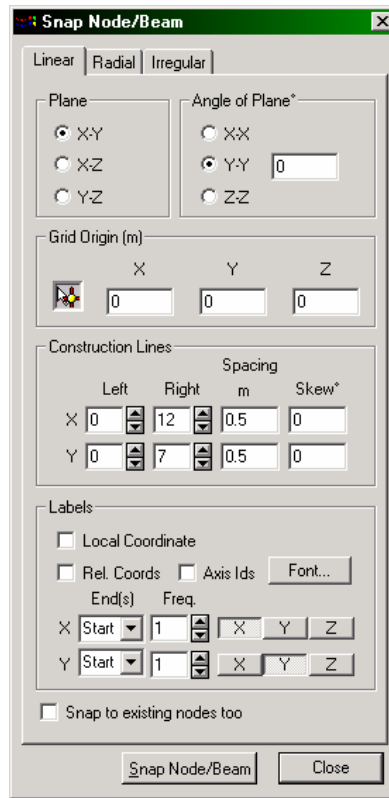 Snap Node/Beam
Linear Radial Irregular
Plane Angle of Plane°
X-Y X-X
X-Z Y-Y 0
Y-Z Z-Z
Grid Origin (m)
X Y Z
0 0 0
Construction Lines
Spacing
Left Right m Skew°
X 0 12 0.5 0
Y 0 7 0.5 0
Labels
Local Coordinate
Rel. Coords Axis Ids Font...
End(s) Freq.
X Start 1 X Y Z
Y Start 1 X Y Z
Snap to existing nodes too
Snap Node/Beam Close